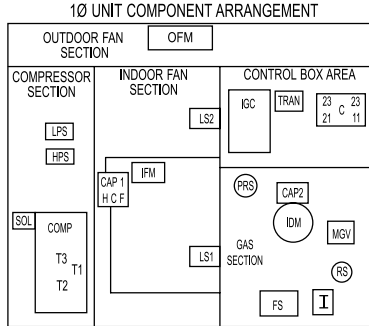 1Ø UNIT COMPONENT ARRANGEMENT
OUTDOOR FAN
SECTION
OFM
COMPRESSOR
SECTION
LPS
HPS
SOL
COMP
T3
T1
T2
INDOOR FAN
SECTION
LS2
IFM
CAP 1
H C F
LS1
CONTROL BOX AREA
IGC
TRAN
23 23
C
21 11
PRS
CAP2
IDM
MGV
GAS
SECTION
RS
FS
I